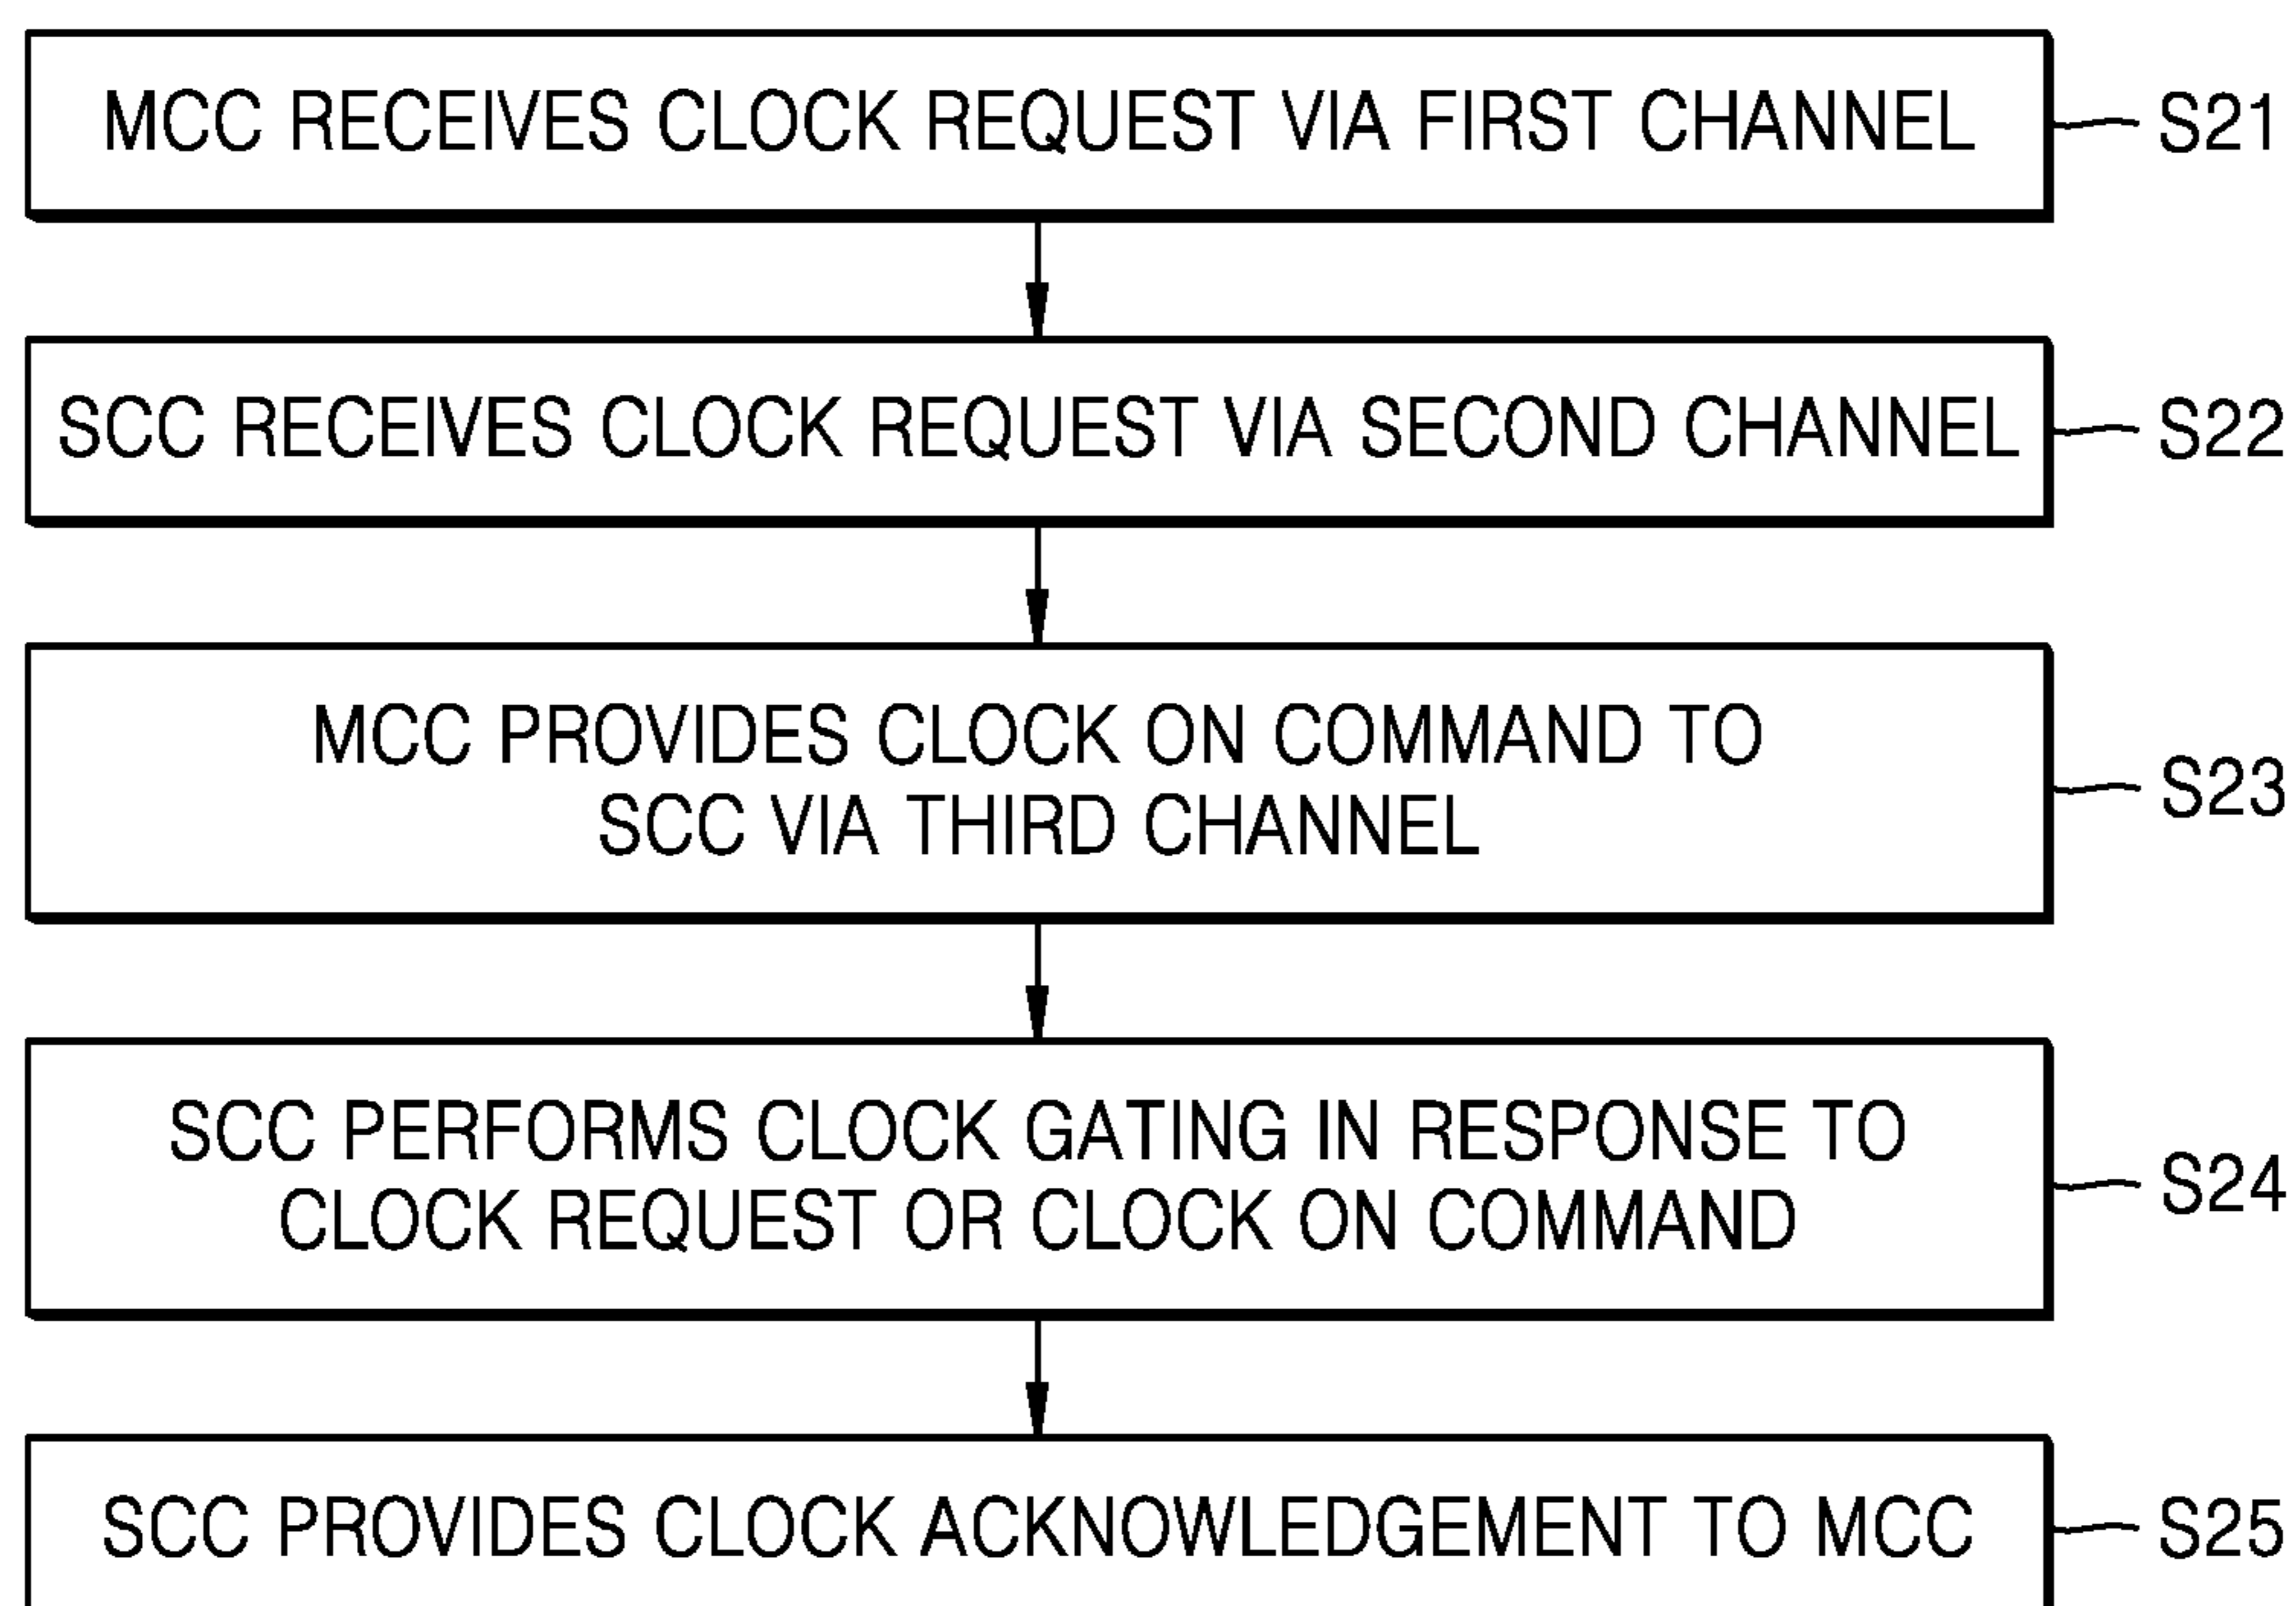 MCC RECEIVES CLOCK REQUEST VIA FIRST CHANNEL
S21
SCC RECEIVES CLOCK REQUEST VIA SECOND CHANNEL
S22
MCC PROVIDES CLOCK ON COMMAND TO
SCC VIA THIRD CHANNEL
S23
SCC PERFORMS CLOCK GATING IN RESPONSE TO
CLOCK REQUEST OR CLOCK ON COMMAND
S24
SCC PROVIDES CLOCK ACKNOWLEDGEMENT TO MCC
S25